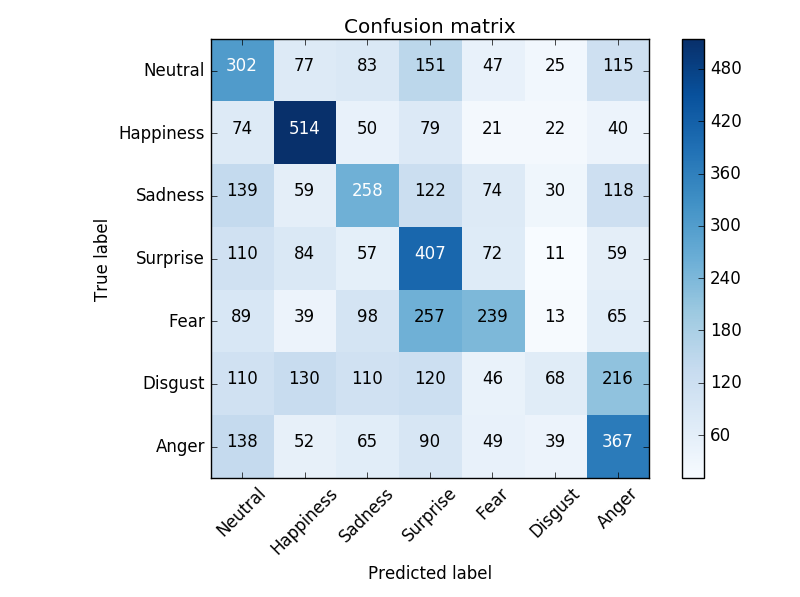 Confusion matrix
Neutral 302 77 83 151 47 25 115
Happiness 74 514 50 79 21 22 40
Sadness 139 59 258 122 74 30 118
Surprise 110 84 57 407 72 11 59
Fear 89 39 98 257 239 13 65
Disgust 110 130 110 120 46 68 216
Anger 138 52 65 90 49 39 367
Neutral Happiness Sadness Surprise Fear Disgust Anger
Predicted label
True label
480
420
360
300
240
180
120
60